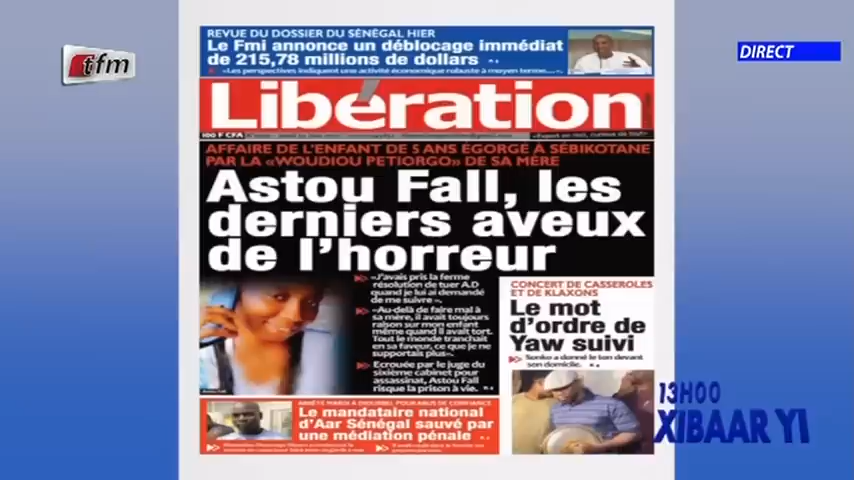 tfm
DIRECT
REVUE DU DOSSIER DU SÉNÉGAL HIER
Le Fmi annonce un déblocage immédiat
de 215,78 millions de dollars
«Les perspectives indiquent une activité économique robuste à moyen terme...».
Libération
100 F CFA
AFFAIRE DE L'ENFANT DE 5 ANS ÉGORGÉ À SÉBIKOTANE
PAR LA «WOUDIOU PETIORGO» DE SA MÈRE
Astou Fall, les
derniers aveux
de l'horreur
«J'avais pris la ferme
résolution de tuer A.D
quand je lui ai demandé
de me suivre».
«Au-delà de faire mal à
sa mère, il avait toujours
raison sur mon enfant
même quand il avait tort.
Tout le monde tranchait
en sa faveur, ce que je ne
supportais plus».
Ecrouée par le juge du
sixième cabinet pour
assassinat, Astou Fall
risque la prison à vie.
CONCERT DE CASSEROLES
ET DE KLAXONS
Le mot
d'ordre de
Yaw suivi
Sonko a donné le ton devant
son domicile.
ARRÊTÉ MARDI À DIOURBEL POUR ABUS DE CONFIANCE
Le mandataire national
d'Aar Sénégal sauvé par
une médiation pénale
13H00
XIBAAR YI